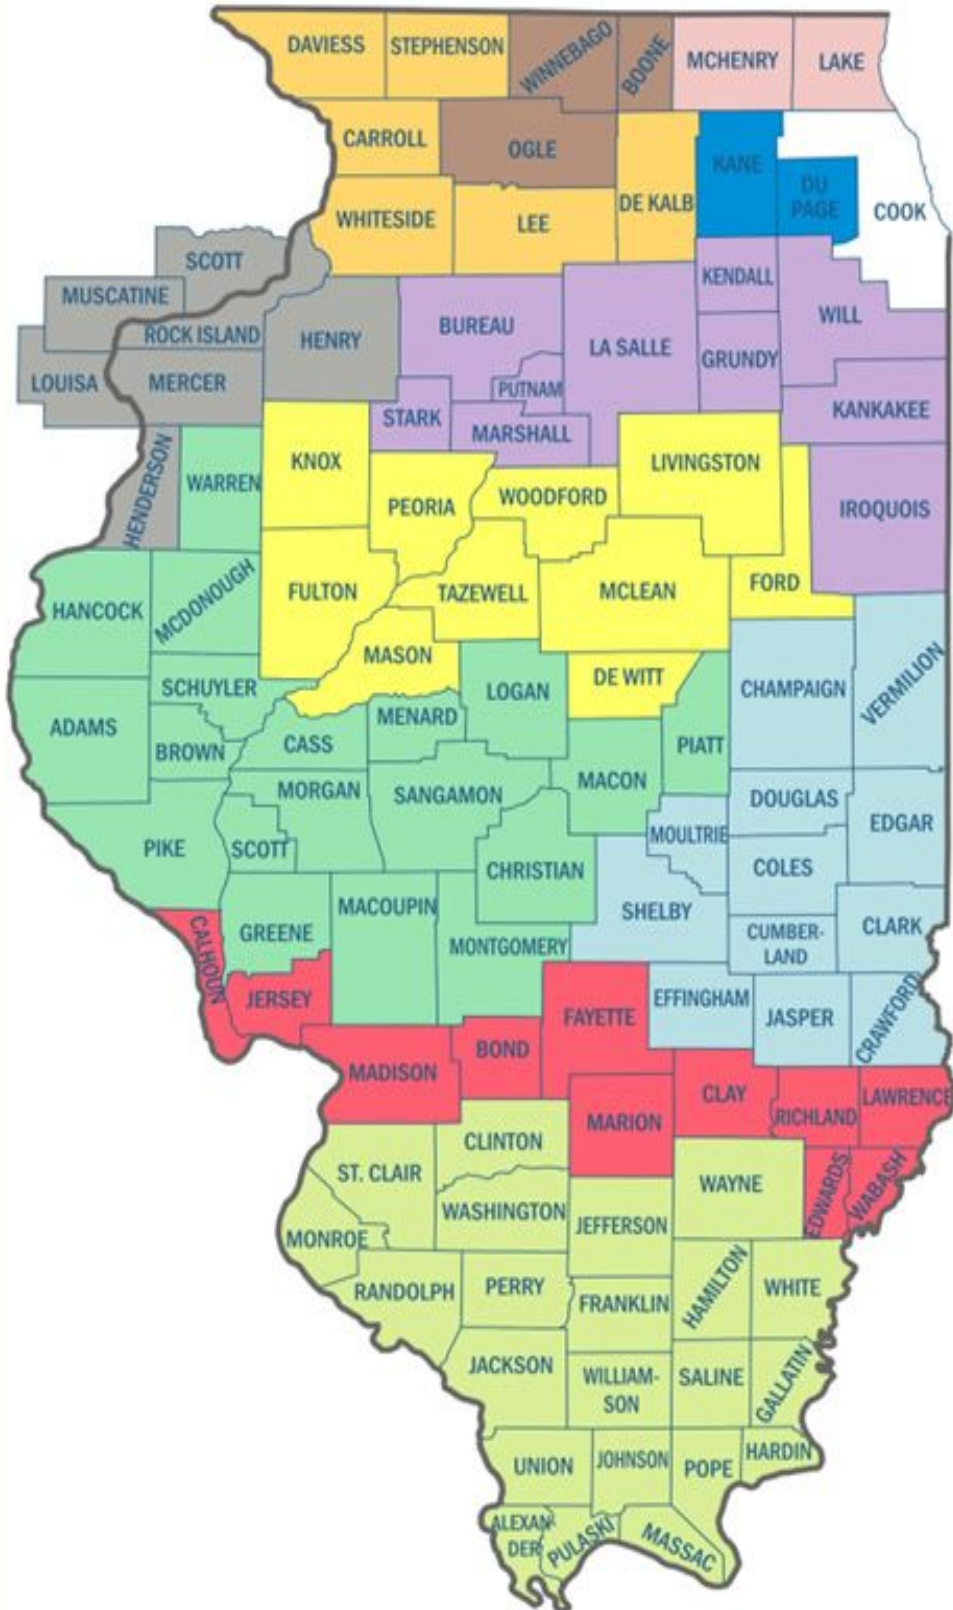 DAVIESS
STEPHENSON
WINNEBAGO
BOONE
MCHENRY
LAKE
CARROLL
OGLE
KANE
DU
PAGE
COOK
WHITESIDE
LEE
DE KALB
SCOTT
MUSCATINE
ROCK ISLAND
HENRY
BUREAU
LA SALLE
KENDALL
WILL
LOUISA
MERCER
PUTNAM
GRUNDY
STARK
MARSHALL
KANKAKEE
HENDERSON
WARREN
KNOX
PEORIA
WOODFORD
LIVINGSTON
IROQUOIS
HANCOCK
MCDONOUGH
FULTON
TAZEWELL
MCLEAN
FORD
MASON
SCHUYLER
LOGAN
DE WITT
CHAMPAIGN
VERMILION
ADAMS
BROWN
CASS
MENARD
MACON
PIATT
MORGAN
SANGAMON
DOUGLAS
EDGAR
PIKE
SCOTT
CHRISTIAN
MOULTRIE
COLES
SHELBY
CALHOUN
GREENE
MACOUPIN
MONTGOMERY
CUMBER-
LAND
CLARK
JERSEY
FAYETTE
EFFINGHAM
JASPER
CRAWFORD
MADISON
BOND
MARION
CLAY
RICHLAND
LAWRENCE
ST. CLAIR
CLINTON
WAYNE
EDWARDS
WABASH
MONROE
WASHINGTON
JEFFERSON
RANDOLPH
PERRY
FRANKLIN
HAMILTON
WHITE
JACKSON
WILLIAM-
SON
SALINE
GALLATIN
UNION
JOHNSON
POPE
HARDIN
ALEXAN
DER
PULASKI
MASSAC